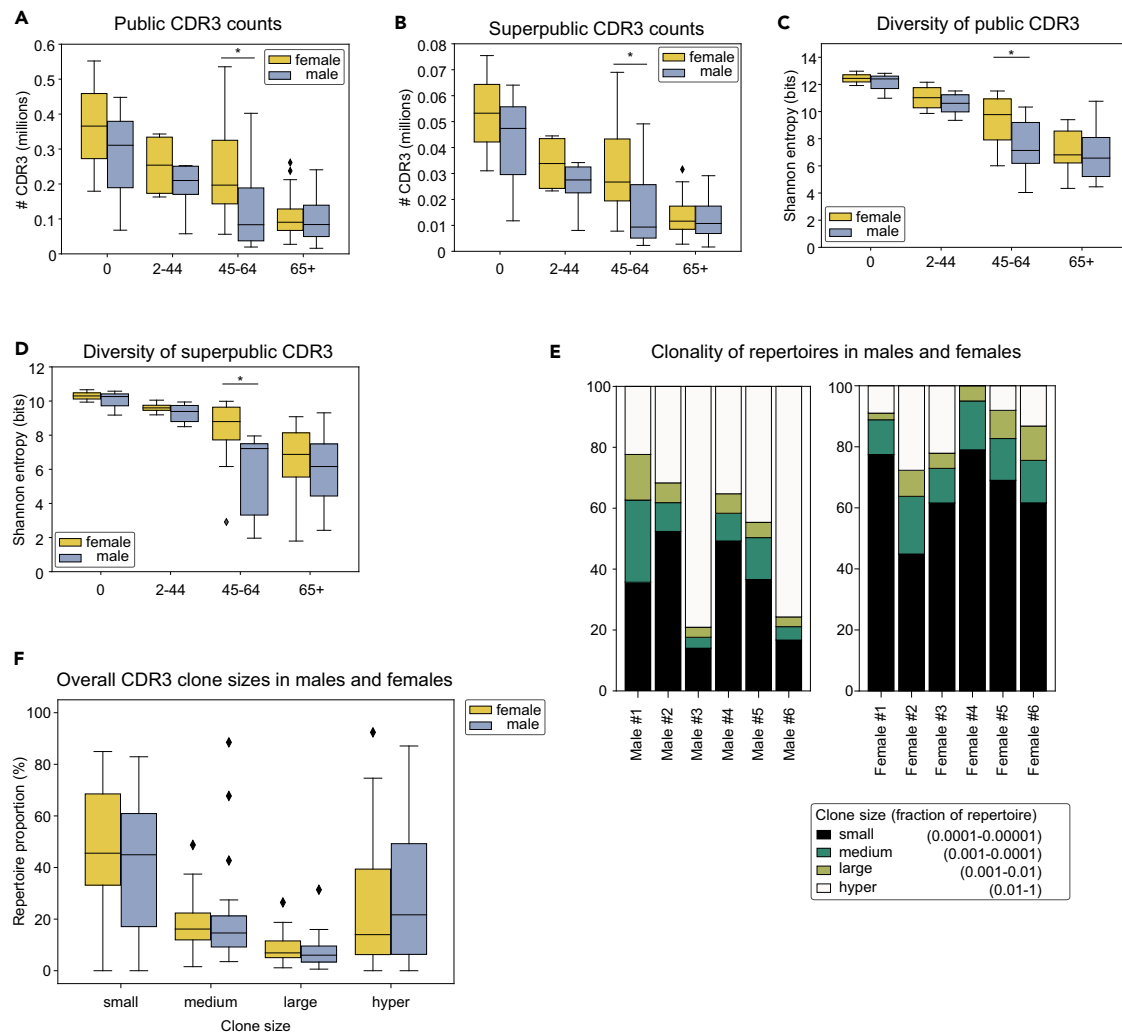 A
Public CDR3 counts
# CDR3 (millions)
0.6
0.5
0.4
0.3
0.2
0.1
0
*
female
male
0
2-44
45-64
65+
B
Superpublic CDR3 counts
# CDR3 (millions)
0.08
0.07
0.06
0.05
0.04
0.03
0.02
0.01
0
*
female
male
0
2-44
45-64
65+
C
Diversity of public CDR3
Shannon entropy (bits)
14
12
10
8
6
4
2
0
*
female
male
0
2-44
45-64
65+
D
Diversity of superpublic CDR3
Shannon entropy (bits)
12
10
8
6
4
2
0
*
female
male
0
2-44
45-64
65+
E
Clonality of repertoires in males and females
100
80
60
40
20
0
Male #1
Male #2
Male #3
Male #4
Male #5
Male #6
100
80
60
40
20
0
Female #1
Female #2
Female #3
Female #4
Female #5
Female #6
Clone size (fraction of repertoire)
small (0.0001-0.00001)
medium (0.001-0.0001)
large (0.001-0.01)
hyper (0.01-1)
F
Overall CDR3 clone sizes in males and females
Repertoire proportion (%)
100
80
60
40
20
0
female
male
small
medium
large
hyper
Clone size